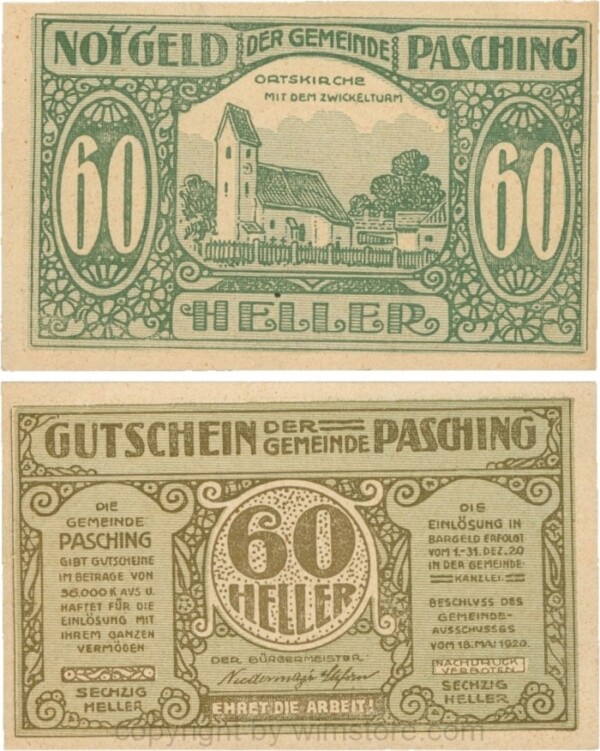 NOTGELD DER GEMEINDE PASCHING
ORTSKIRCHE
MIT DEM ZWICKELTURM
60
60
HELLER
GUTSCHEIN DER GEMEINDE PASCHING
DIE
GEMEINDE
PASCHING
GIBT GUTSCHEINE
IM BETRAGE VON
36.000 K AUS U.
HAFTET FÜR DIE
EINLÖSUNG MIT
IHREM GANZEN
VERMÖGEN
SECHZIG
HELLER
60
HELLER
DER BÜRGERMEISTER
EHRET DIE ARBEIT!
DIE
EINLÖSUNG IN
BARGELD ERFOLGT
VOM 1.-31. DEZ. 20
IN DER GEMEINDE-
KANZLEI.
BESCHLUSS DES
GEMEINDE-
AUSSCHUSSES
VOM 18. MAI 1920.
NACHDRUCK
VERBOTEN
SECHZIG
HELLER
copyright by wimstore.com